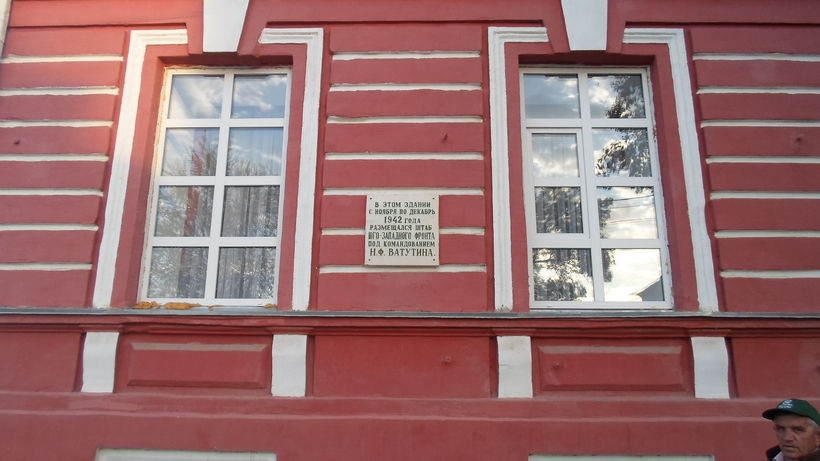 В ЭТОМ ЗДАНИИ
С НОЯБРЯ ПО ДЕКАБРЬ
1942 ГОДА
РАЗМЕЩАЛСЯ ШТАБ
ЮГО-ЗАПАДНОГО ФРОНТА
ПОД КОМАНДОВАНИЕМ
Н.Ф. ВАТУТИНА.